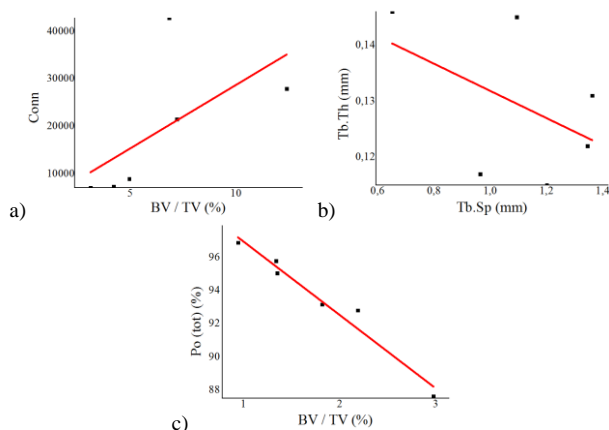 40000
30000
20000
10000
Conn
5
10
BV / TV (%)
a)
0,14
0,13
0,12
Tb.Th (mm)
0,6
0,8
1,0
1,2
1,4
Tb.Sp (mm)
b)
96
94
92
90
88
Po (tot) (%)
1
2
3
BV / TV (%)
c)